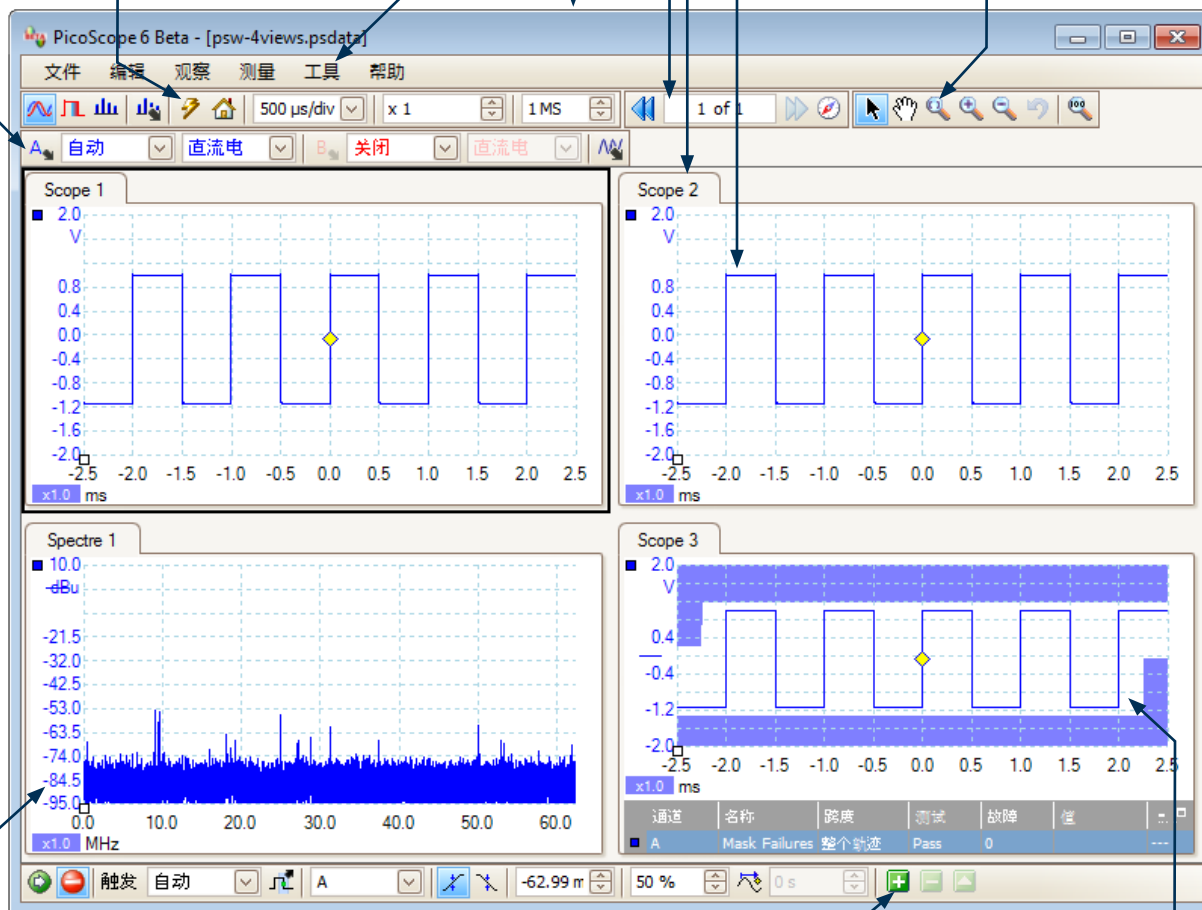 PicoScope 6 Beta - [psw-4views.psdata]
文件 编辑 观察 测量 工具 帮助
500 µs/div x 1 1 MS 1 of 1 100
A 自动 直流电 B 关闭 直流电
Scope 1
2.0
V
0.8
0.4
0.0
-0.4
-0.8
-1.2
-1.6
-2.0
-2.5 -2.0 -1.5 -1.0 -0.5 0.0 0.5 1.0 1.5 2.0 2.5
x1.0 ms
Scope 2
2.0
V
0.8
0.4
0.0
-0.4
-0.8
-1.2
-1.6
-2.0
-2.5 -2.0 -1.5 -1.0 -0.5 0.0 0.5 1.0 1.5 2.0 2.5
x1.0 ms
Spectre 1
10.0
dBu
-21.5
-32.0
-42.5
-53.0
-63.5
-74.0
-84.5
-95.0
0.0 10.0 20.0 30.0 40.0 50.0 60.0
x1.0 MHz
Scope 3
2.0
V
0.4
-0.4
-1.2
-2.0
-2.5 -2.0 -1.5 -1.0 -0.5 0.0 0.5 1.0 1.5 2.0 2.5
x1.0 ms
通道 名称 跨度 测试 故障 值
A Mask Failures 整个轨迹 Pass 0 ---
触发 自动 A -62.99 m 50 % 0 s